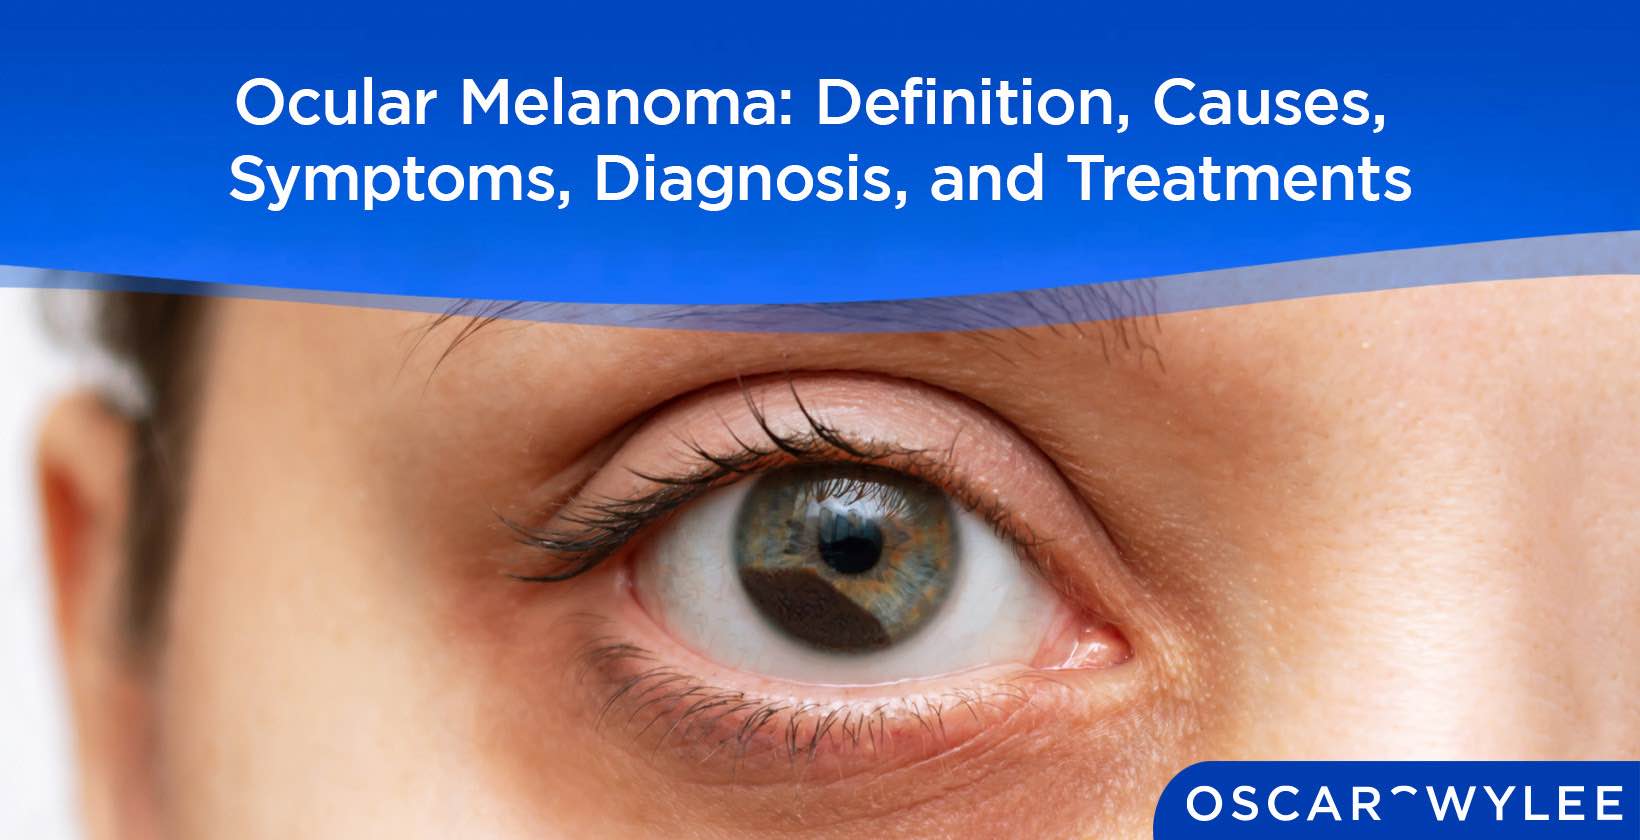 Ocular Melanoma: Definition, Causes,
Symptoms, Diagnosis, and Treatments
OSCAR WYLEE